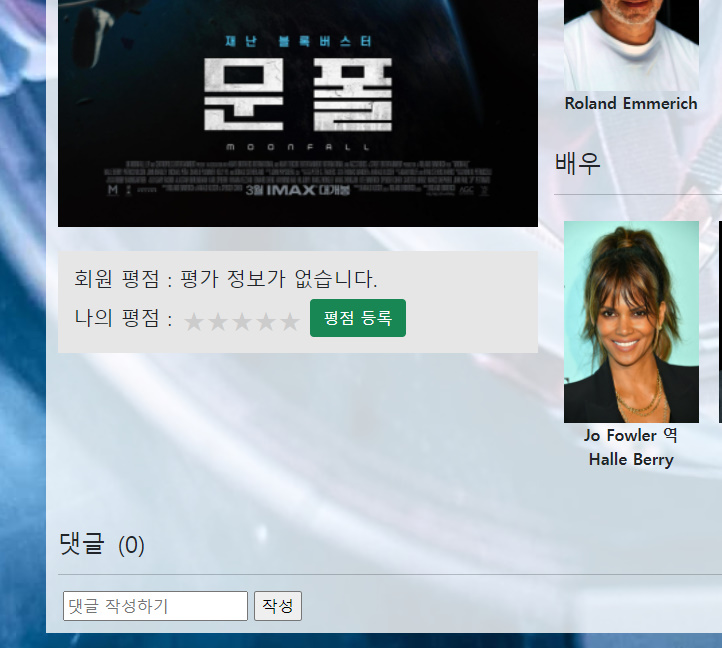 재난 블록버스터
문폴
MOONFALL
3월 IMAX 대개봉
회원 평점 : 평가 정보가 없습니다.
나의 평점 : ★★★★★ 평점 등록
Roland Emmerich
배우
Jo Fowler 역
Halle Berry
댓글 (0)
댓글 작성하기 작성